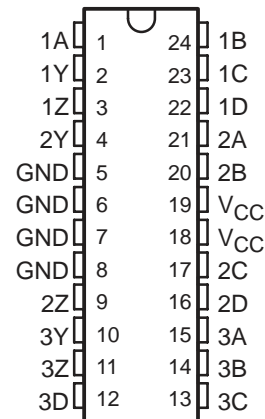 1A 1 24 1B
1Y 2 23 1C
1Z 3 22 1D
2Y 4 21 2A
GND 5 20 2B
GND 6 19 VCC
GND 7 18 VCC
GND 8 17 2C
2Z 9 16 2D
3Y 10 15 3A
3Z 11 14 3B
3D 12 13 3C